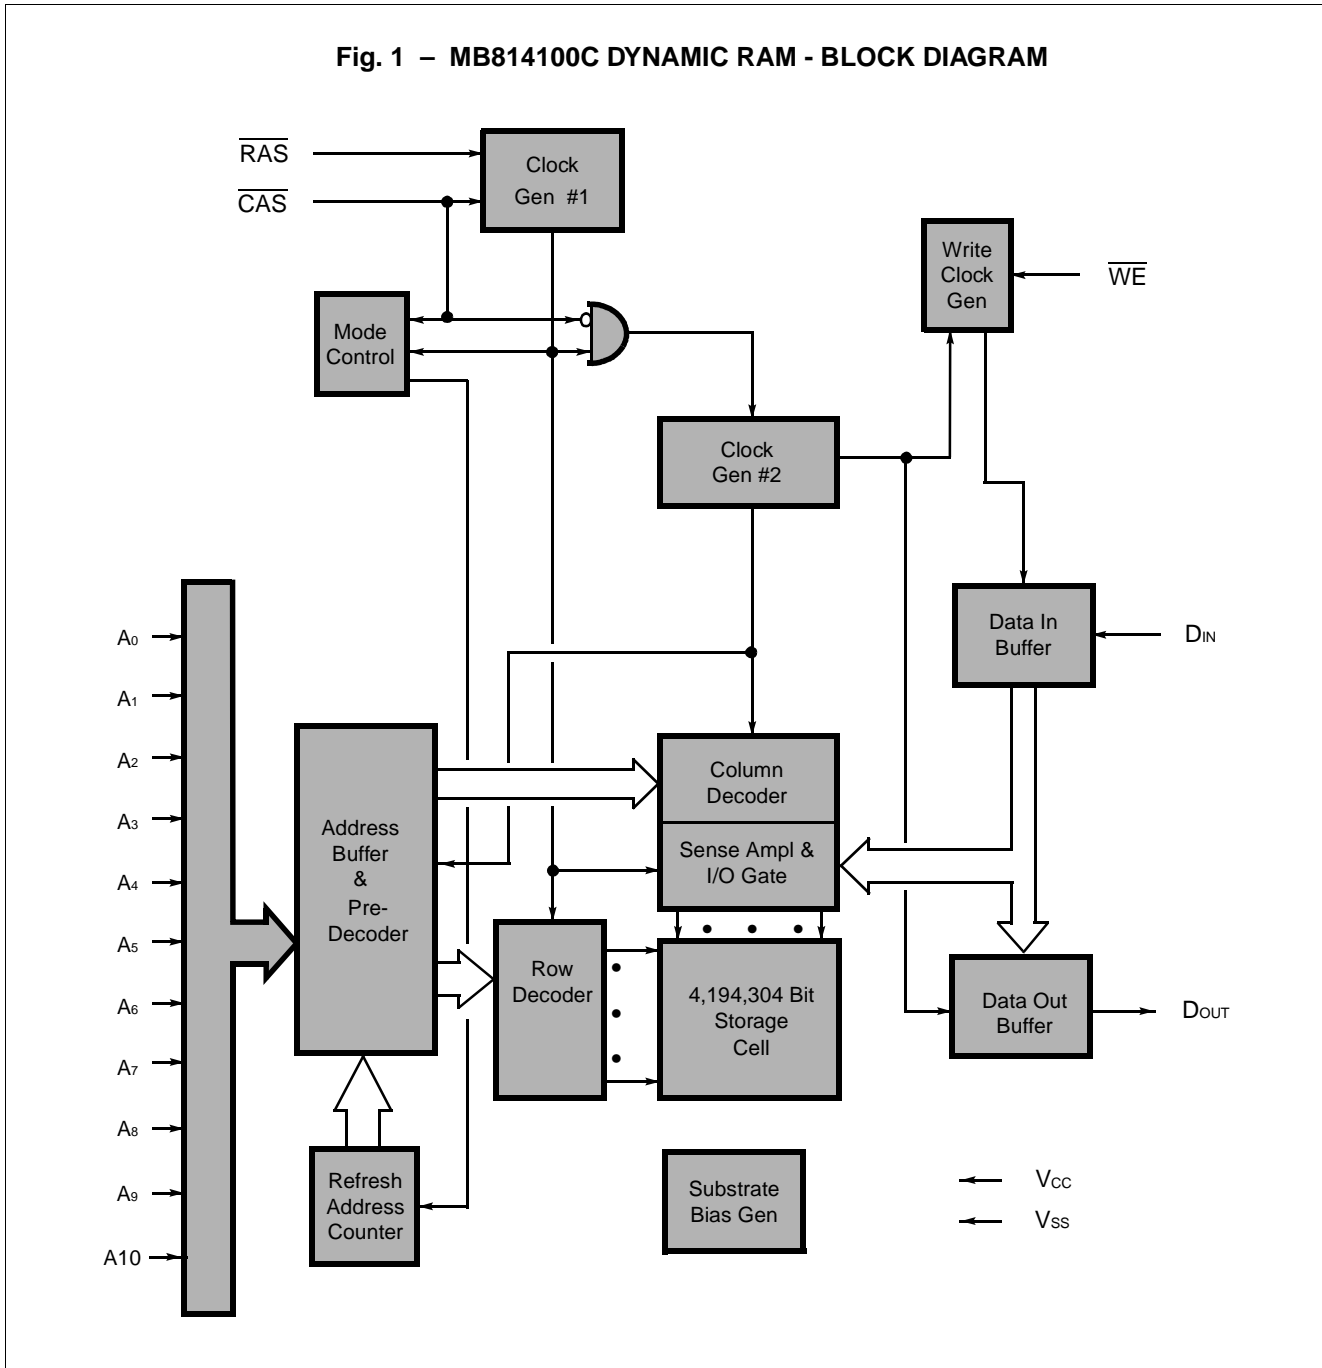 Fig. 1 – MB814100C DYNAMIC RAM - BLOCK DIAGRAM
RAS
CAS
Clock
Gen #1
Write
Clock
Gen
WE
Mode
Control
Clock
Gen #2
A0
A1
A2
A3
A4
A5
A6
A7
A8
A9
A10
Data In
Buffer
DIN
Address
Buffer
&
Pre-
Decoder
Column
Decoder
Sense Ampl &
I/O Gate
Row
Decoder
4,194,304 Bit
Storage
Cell
Data Out
Buffer
DOUT
Refresh
Address
Counter
Substrate
Bias Gen
VCC
VSS